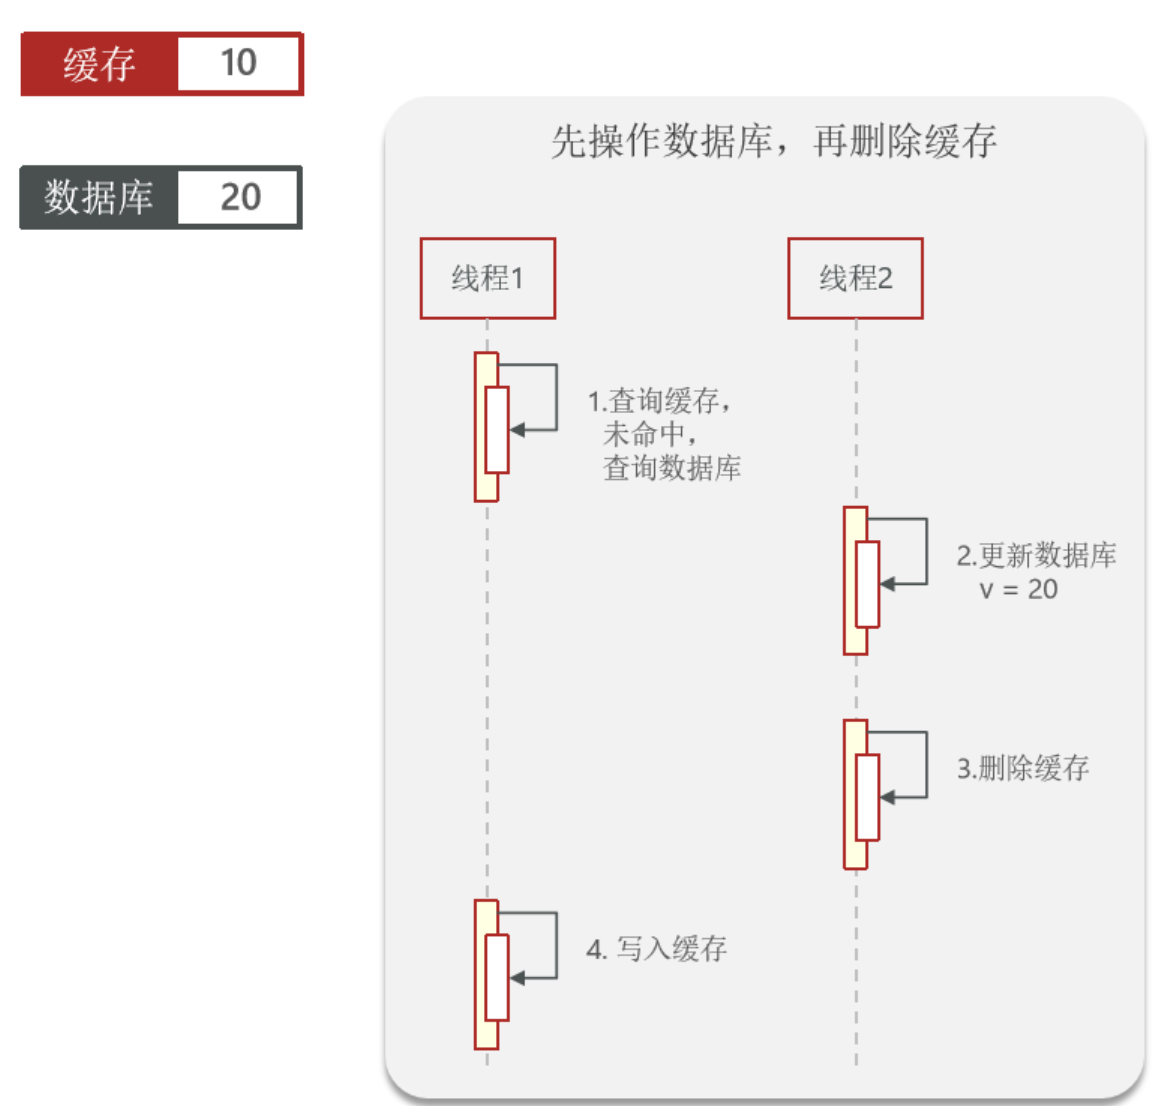 缓存 10
数据库 20
先操作数据库，再删除缓存
线程1 线程2
1.查询缓存，
未命中，
查询数据库
2.更新数据库
v = 20
3.删除缓存
4. 写入缓存